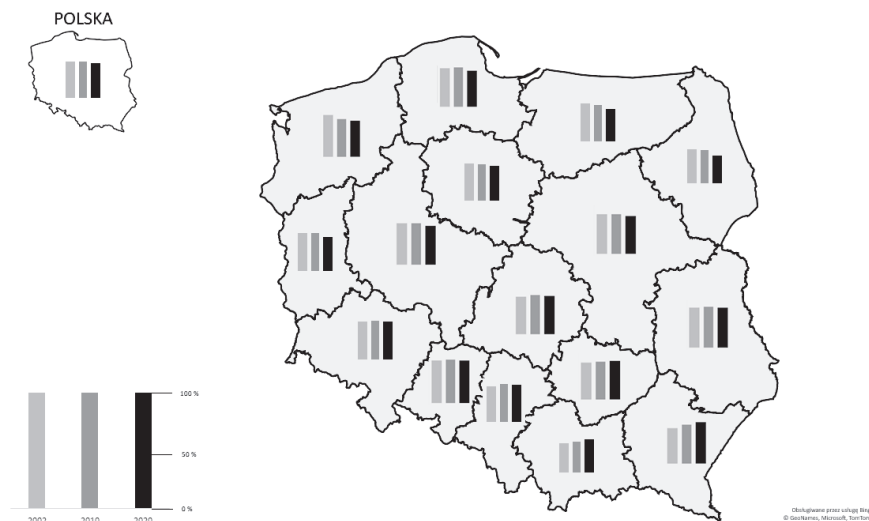 POLSKA
100 %
50 %
0 %
2002 2010 2020
Obsługiwane przez usługę Bing
© GeoNames, Microsoft, TomTom